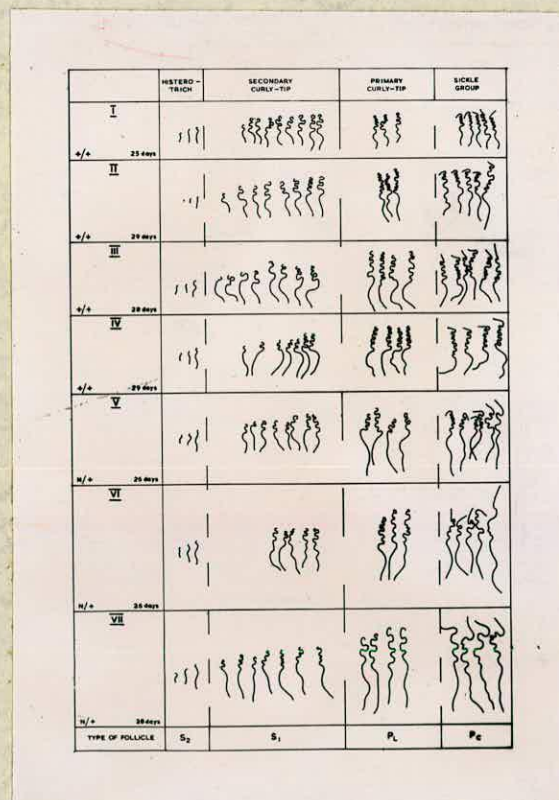 HISTERO-
TRICH
SECONDARY
CURLY-TIP
PRIMARY
CURLY-TIP
SICKLE
GROUP
I
+/+ 25 days
II
+/+ 29 days
III
+/+ 28 days
IV
+/+ 29 days
V
N/+ 26 days
VI
N/+ 26 days
VII
N/+ 28 days
TYPE OF FOLLICLE S2 S1 PL PC